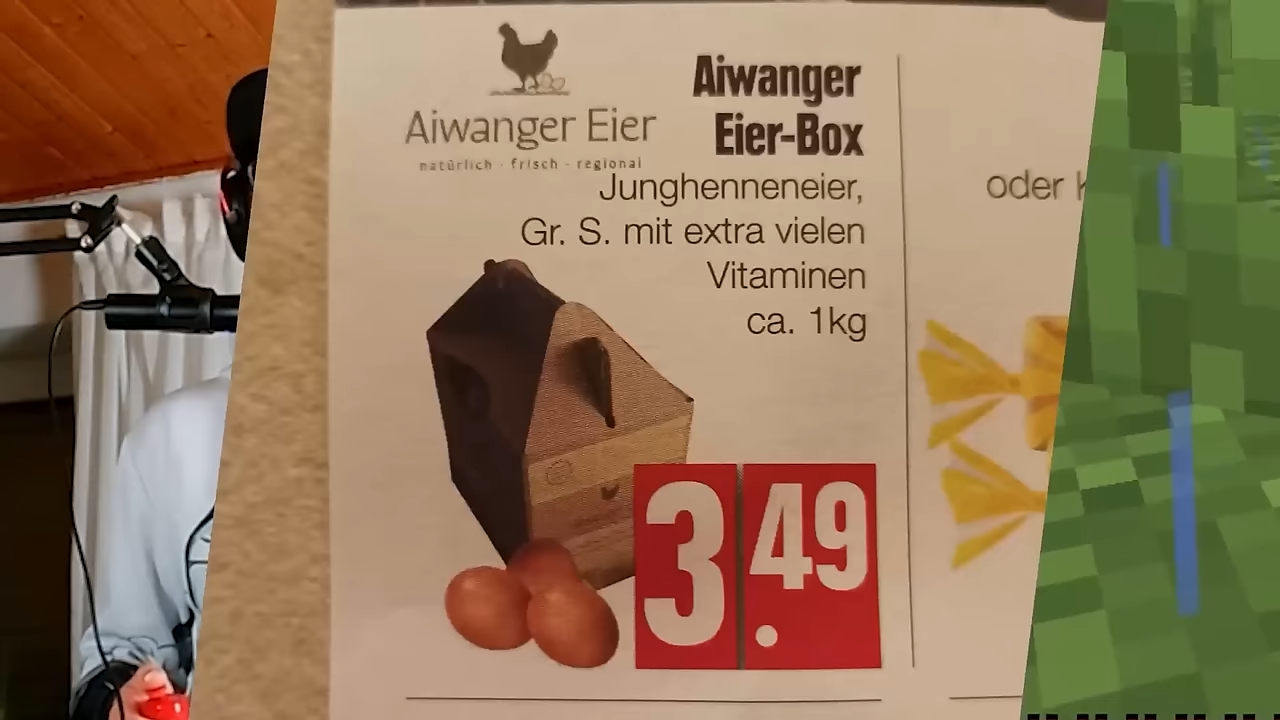 Aiwanger Eier
natürlich - frisch - regional
Aiwanger
Eier-Box
Junghenneneier,
Gr. S. mit extra vielen
Vitaminen
ca. 1kg
3.49
oder